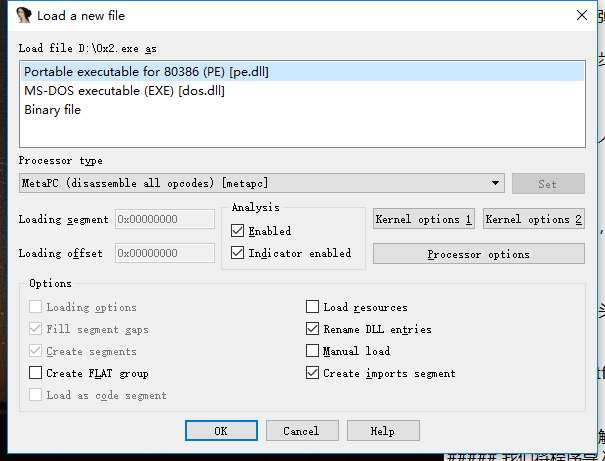 Load a new file
Load file D:\0x2.exe as
Portable executable for 80386 (PE) [pe.dll]
MS-DOS executable (EXE) [dos.dll]
Binary file
Processor type
MetaPC (disassemble all opcodes) [metapc]
Set
Loading segment 0x00000000
Loading offset 0x00000000
Analysis
Enabled
Indicator enabled
Kernel options 1
Kernel options 2
Processor options
Options
Loading options
Fill segment gaps
Create segments
Create FLAT group
Load as code segment
Load resources
Rename DLL entries
Manual load
Create imports segment
OK
Cancel
Help